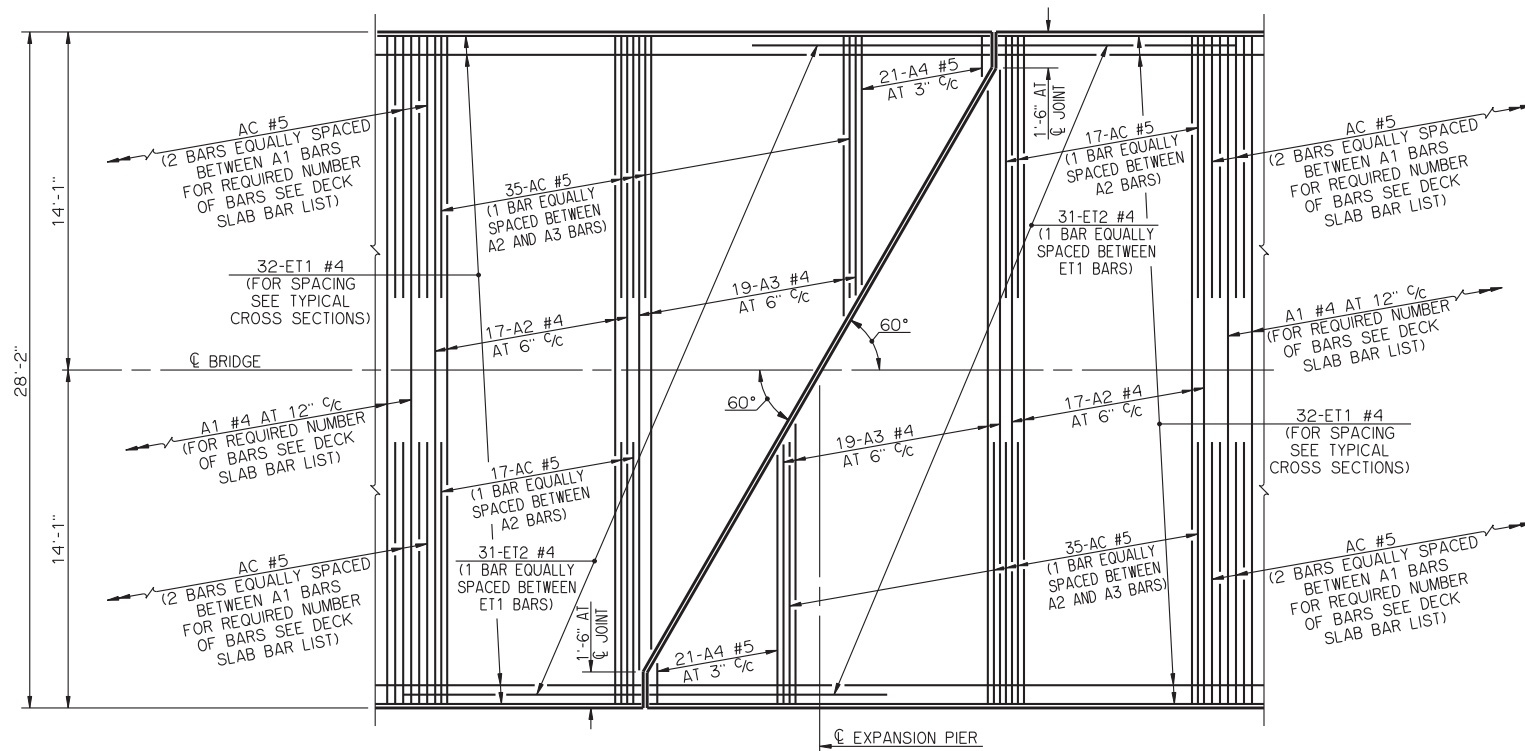 28'-2"
14'-1"
14'-1"
AC #5
(2 BARS EQUALLY SPACED
BETWEEN A1 BARS
FOR REQUIRED NUMBER
OF BARS SEE DECK
SLAB BAR LIST)
32-ET1 #4
(FOR SPACING
SEE TYPICAL
CROSS SECTIONS)
℄ BRIDGE
A1 #4 AT 12" C/C
(FOR REQUIRED NUMBER
OF BARS SEE DECK
SLAB BAR LIST)
AC #5
(2 BARS EQUALLY SPACED
BETWEEN A1 BARS
FOR REQUIRED NUMBER
OF BARS SEE DECK
SLAB BAR LIST)
35-AC #5
(1 BAR EQUALLY
SPACED BETWEEN
A2 AND A3 BARS)
17-A2 #4
AT 6" C/C
17-AC #5
(1 BAR EQUALLY
SPACED BETWEEN
A2 BARS)
31-ET2 #4
(1 BAR EQUALLY
SPACED BETWEEN
ET1 BARS)
1'-6" AT
℄ JOINT
21-A4 #5
AT 3" C/C
19-A3 #4
AT 6" C/C
60°
60°
19-A3 #4
AT 6" C/C
21-A4 #5
AT 3" C/C
℄ EXPANSION PIER
1'-6" AT
℄ JOINT
17-AC #5
(1 BAR EQUALLY
SPACED BETWEEN
A2 BARS)
31-ET2 #4
(1 BAR EQUALLY
SPACED BETWEEN
ET1 BARS)
17-A2 #4
AT 6" C/C
35-AC #5
(1 BAR EQUALLY
SPACED BETWEEN
A2 AND A3 BARS)
AC #5
(2 BARS EQUALLY SPACED
BETWEEN A1 BARS
FOR REQUIRED NUMBER
OF BARS SEE DECK
SLAB BAR LIST)
A1 #4 AT 12" C/C
(FOR REQUIRED NUMBER
OF BARS SEE DECK
SLAB BAR LIST)
32-ET1 #4
(FOR SPACING
SEE TYPICAL
CROSS SECTIONS)
AC #5
(2 BARS EQUALLY SPACED
BETWEEN A1 BARS
FOR REQUIRED NUMBER
OF BARS SEE DECK
SLAB BAR LIST)